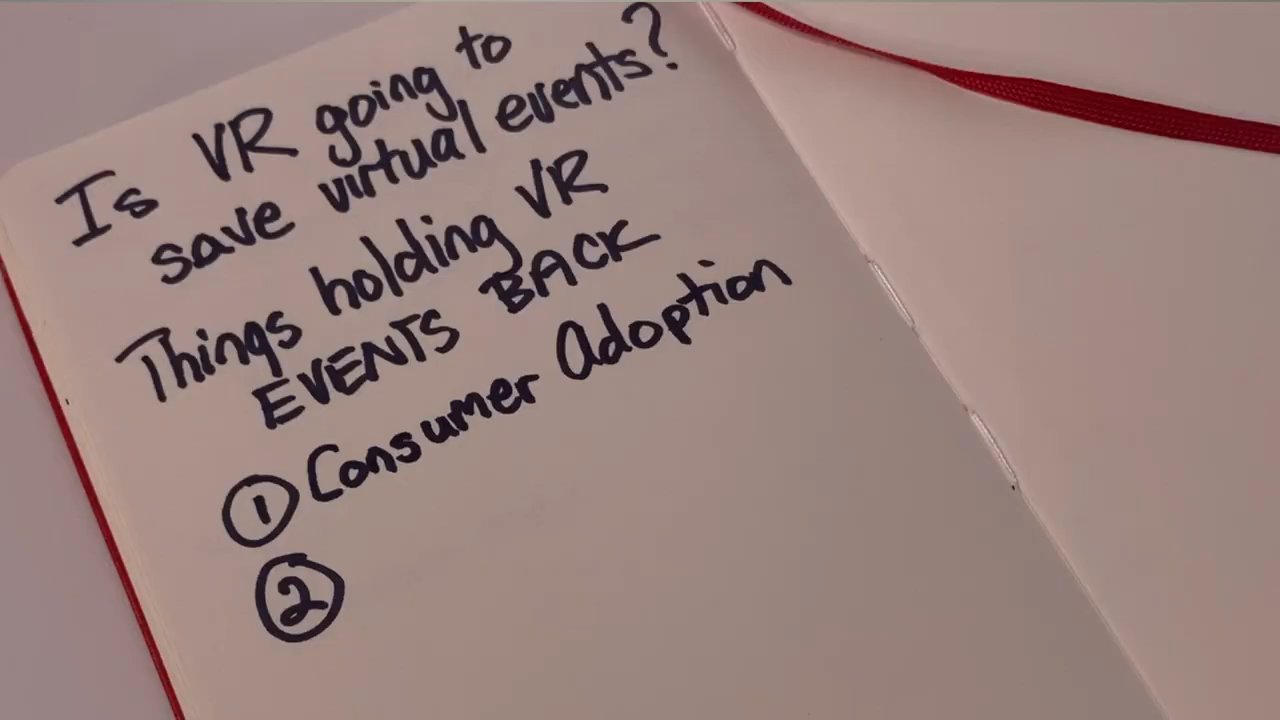 Is VR going to
save virtual events?
Things holding VR
EVENTS BACK
① Consumer Adoption
②